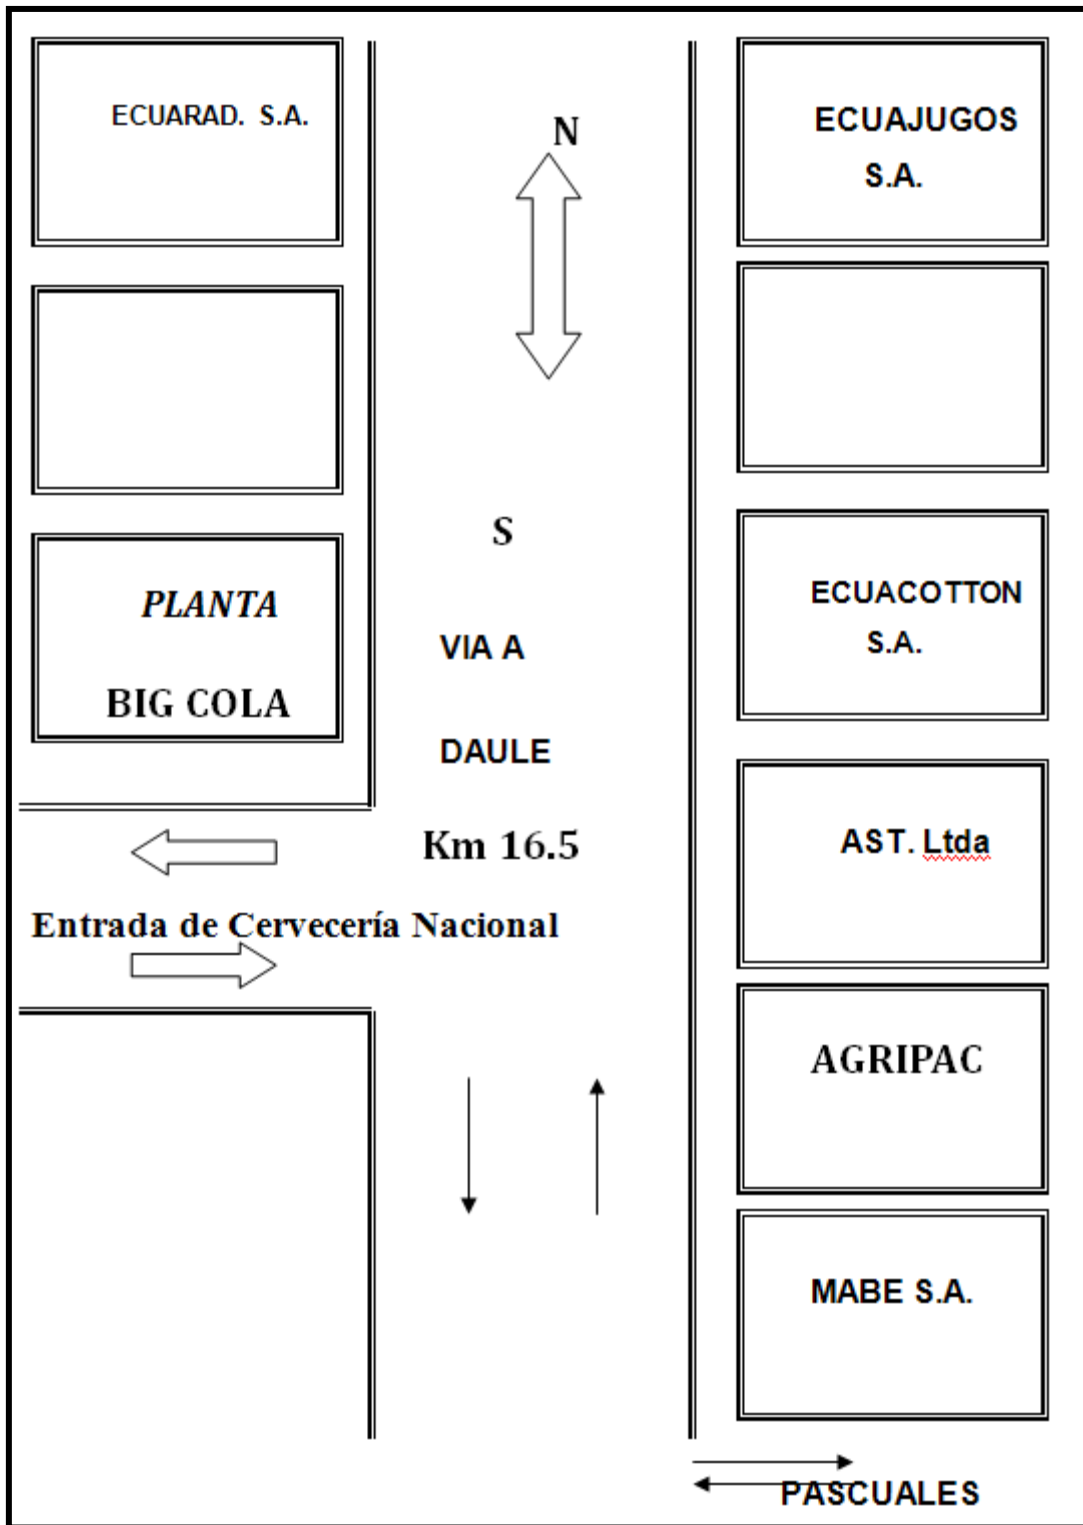 ECUARAD. S.A.
N
ECUAJUGOS
S.A.
S
PLANTA
BIG COLA
VIA A
DAULE
Km 16.5
ECUACOTTON
S.A.
AST. Ltda
Entrada de Cervecería Nacional
AGRIPAC
MABE S.A.
PASCUALES